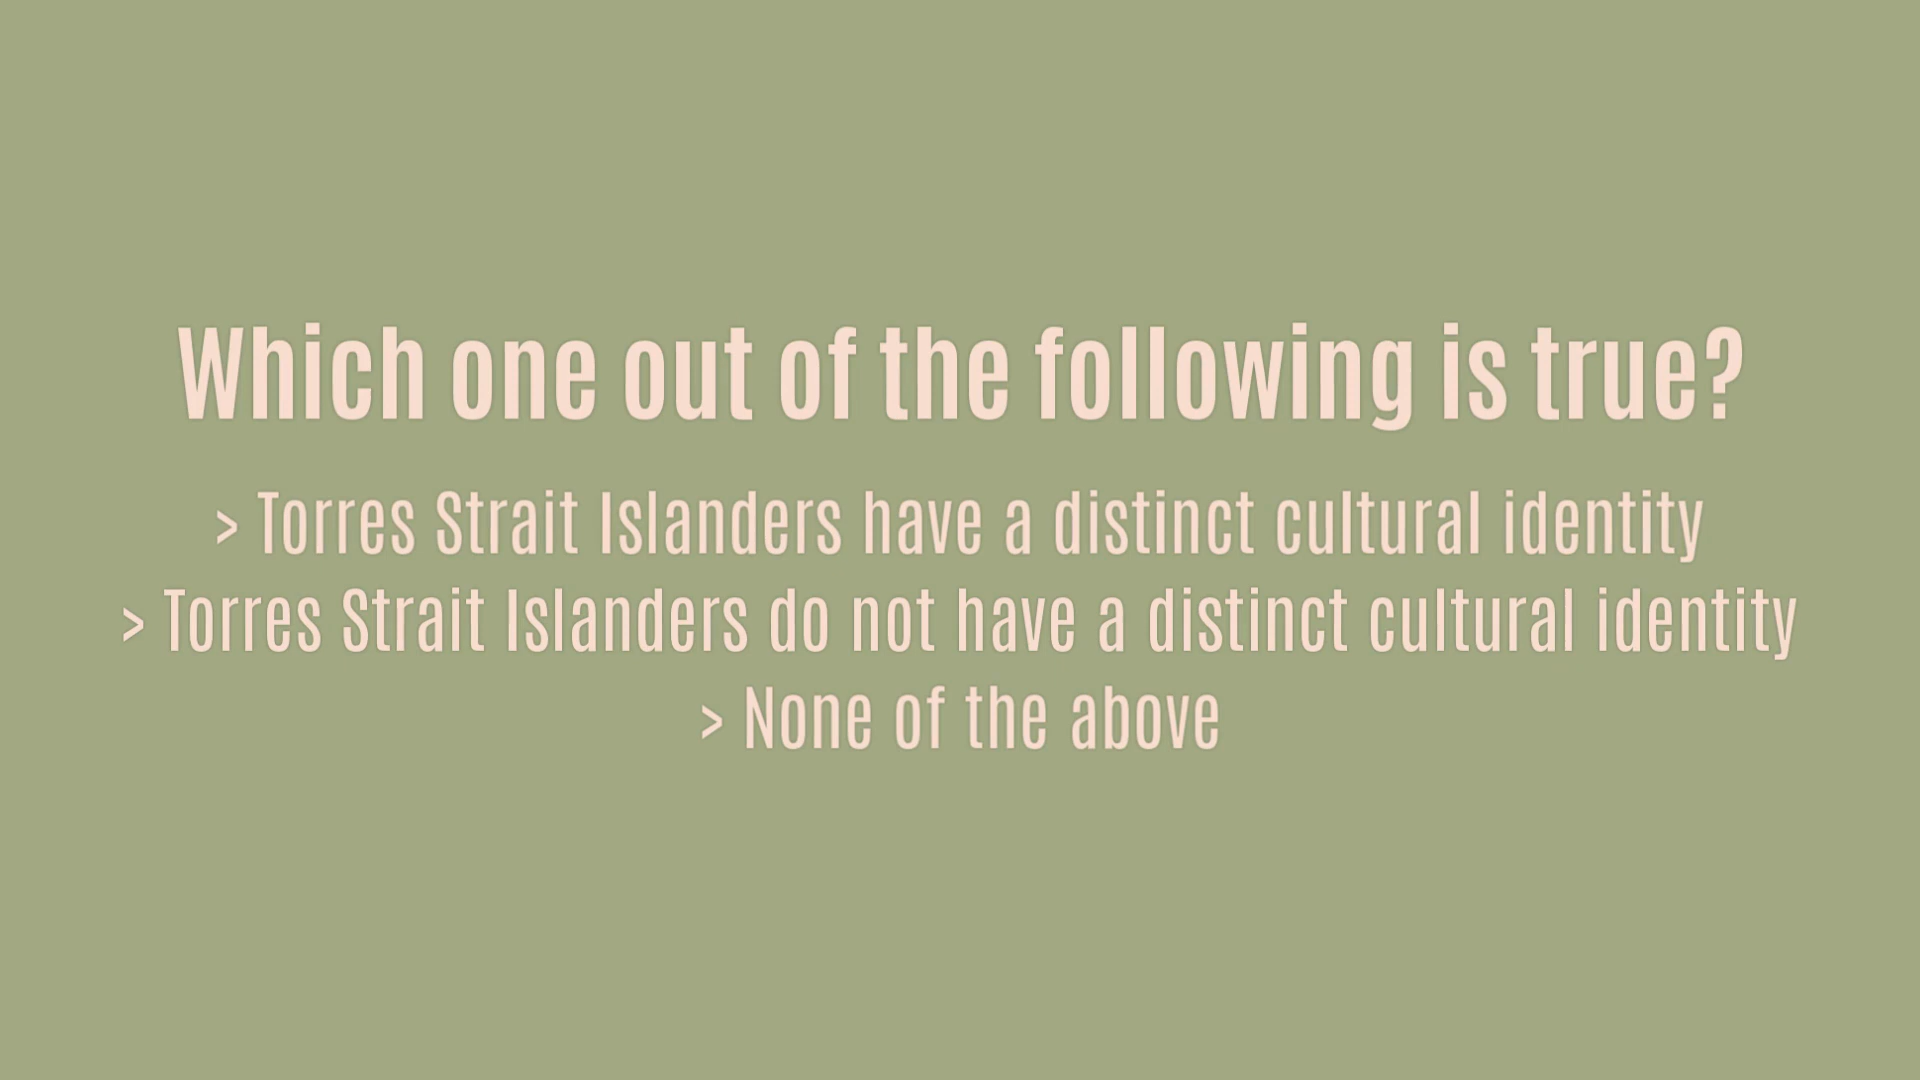 Which one out of the following is true?
> Torres Strait Islanders have a distinct cultural identity
> Torres Strait Islanders do not have a distinct cultural identity
> None of the above